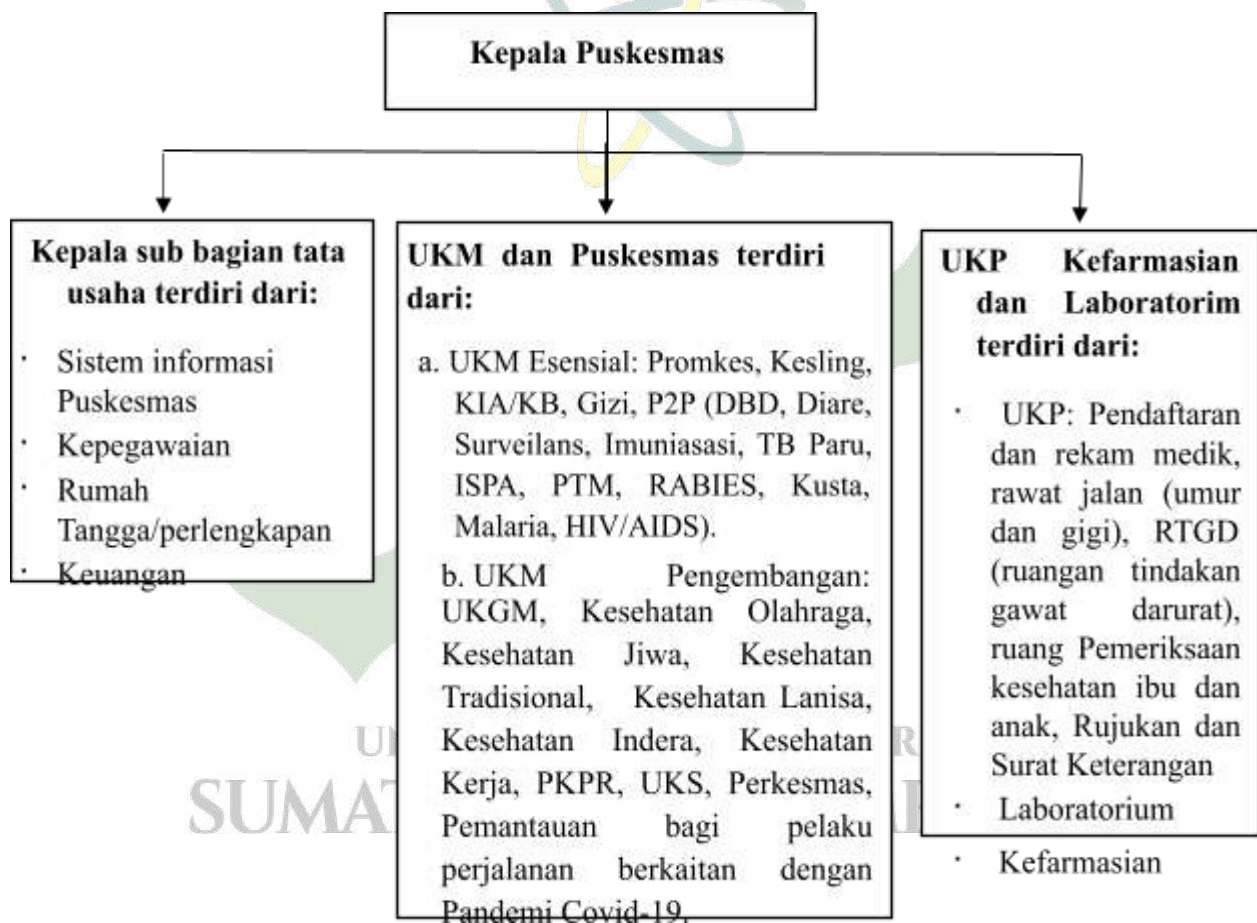 Kepala Puskesmas
Kepala sub bagian tata
usaha terdiri dari:
· Sistem informasi
Puskesmas
· Kepegawaian
· Rumah
Tangga/perlengkapan
· Keuangan
UKM dan Puskesmas terdiri
dari:
a. UKM Esensial: Promkes, Kesling,
KIA/KB, Gizi, P2P (DBD, Diare,
Surveilans, Imuniasasi, TB Paru,
ISPA, PTM, RABIES, Kusta,
Malaria, HIV/AIDS).
b. UKM Pengembangan:
UKGM, Kesehatan Olahraga,
Kesehatan Jiwa, Kesehatan
Tradisional, Kesehatan Lanisa,
Kesehatan Indera, Kesehatan
Kerja, PKPR, UKS, Perkesmas,
Pemantauan bagi pelaku
perjalanan berkaitan dengan
Pandemi Covid-19.
UKP Kefarmasian
dan Laboratorim
terdiri dari:
· UKP: Pendaftaran
dan rekam medik,
rawat jalan (umur
dan gigi), RTGD
(ruangan tindakan
gawat darurat),
ruang Pemeriksaan
kesehatan ibu dan
anak, Rujukan dan
Surat Keterangan
· Laboratorium
· Kefarmasian